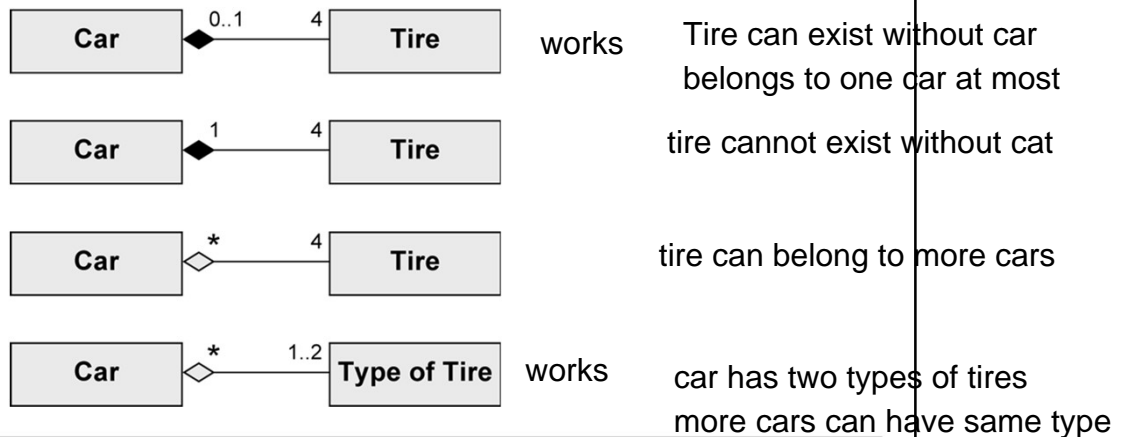 Car 0..1 4 Tire works Tire can exist without car
belongs to one car at most
Car 1 4 Tire tire cannot exist without cat
Car * 4 Tire tire can belong to more cars
Car * 1..2 Type of Tire works car has two types of tires
more cars can have same type